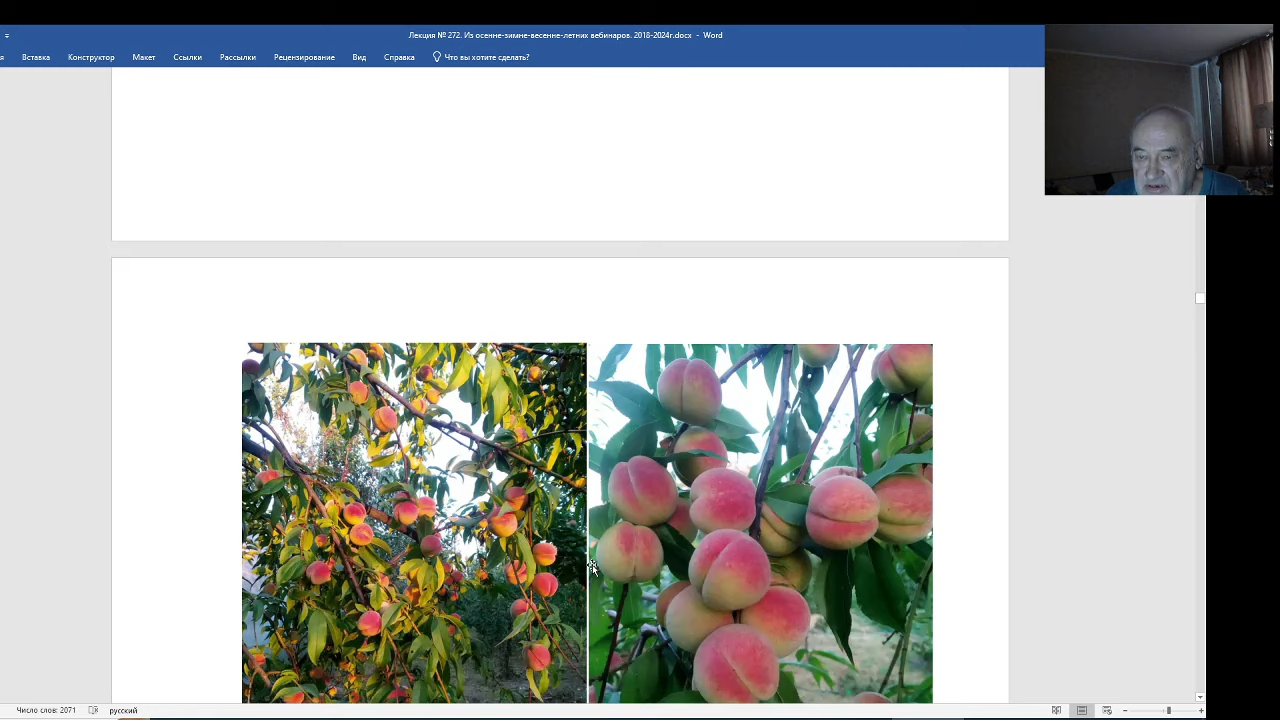 Лекция № 272. Из осенне-зимне-весенне-летних вебинаров. 2018-2024г.docx - Word
я Вставка Конструктор Макет Ссылки Рассылки Рецензирование Вид Справка Что вы хотите сделать?
Число слов: 2071 русский